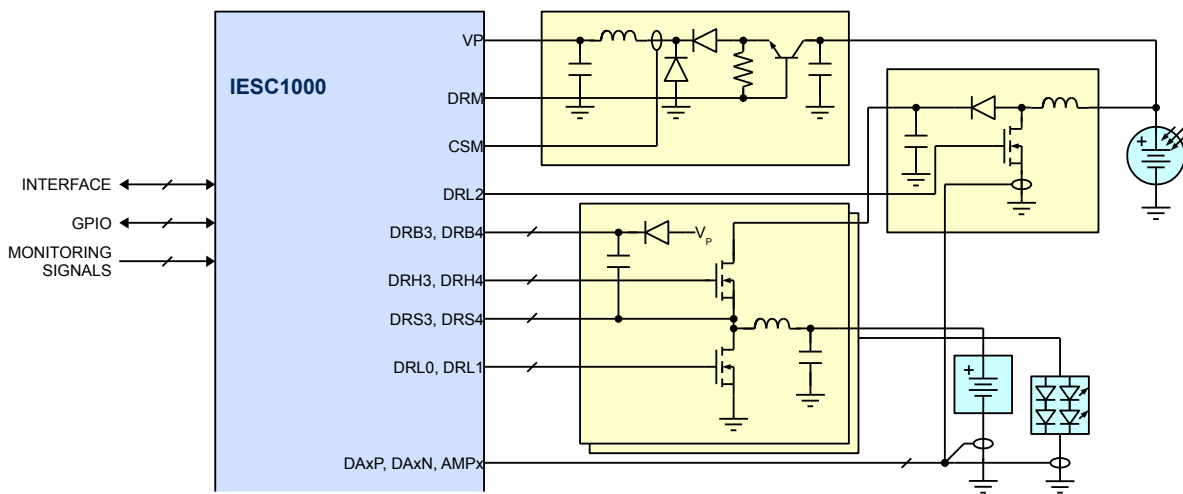 VP
IESC1000
DRM
CSM
INTERFACE
DRL2
GPIO
DRB3, DRB4
VP
MONITORING
SIGNALS
DRH3, DRH4
DRS3, DRS4
DRL0, DRL1
DAxP, DAxN, AMPx
+
+